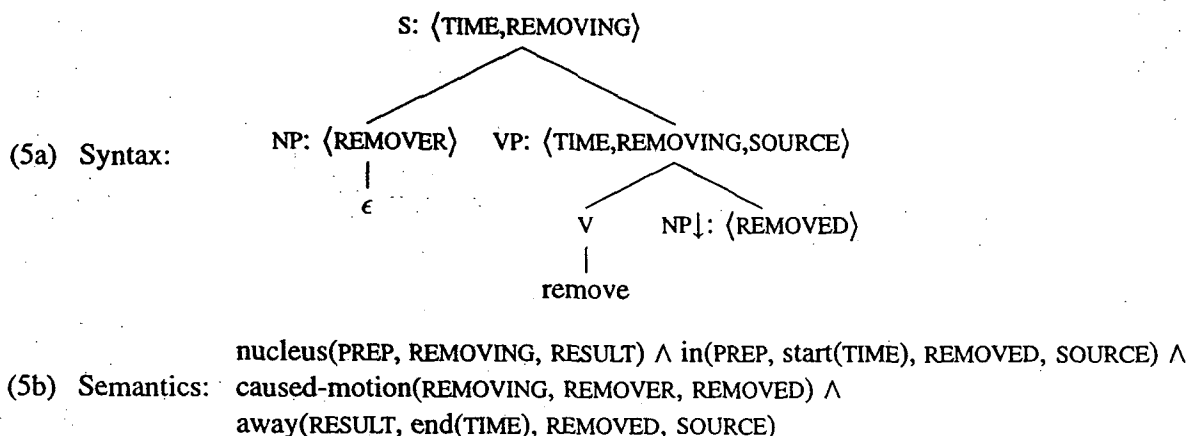 S: ⟨TIME,REMOVING⟩
(5a) Syntax: NP: ⟨REMOVER⟩ VP: ⟨TIME,REMOVING,SOURCE⟩
ϵ
V NP↓: ⟨REMOVED⟩
remove
nucleus(PREP, REMOVING, RESULT) ∧ in(PREP, start(TIME), REMOVED, SOURCE) ∧
(5b) Semantics: caused-motion(REMOVING, REMOVER, REMOVED) ∧
away(RESULT, end(TIME), REMOVED, SOURCE)